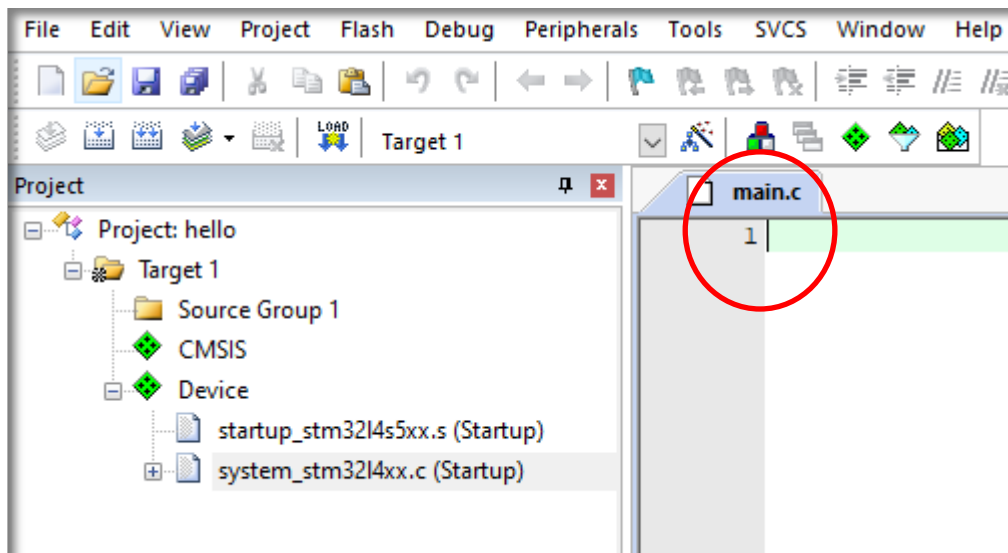 File Edit View Project Flash Debug Peripherals Tools SVCS Window Help
LOAD
Target 1
Project
main.c
Project: hello
1
Target 1
Source Group 1
CMSIS
Device
startup_stm32l4s5xx.s (Startup)
system_stm32l4xx.c (Startup)